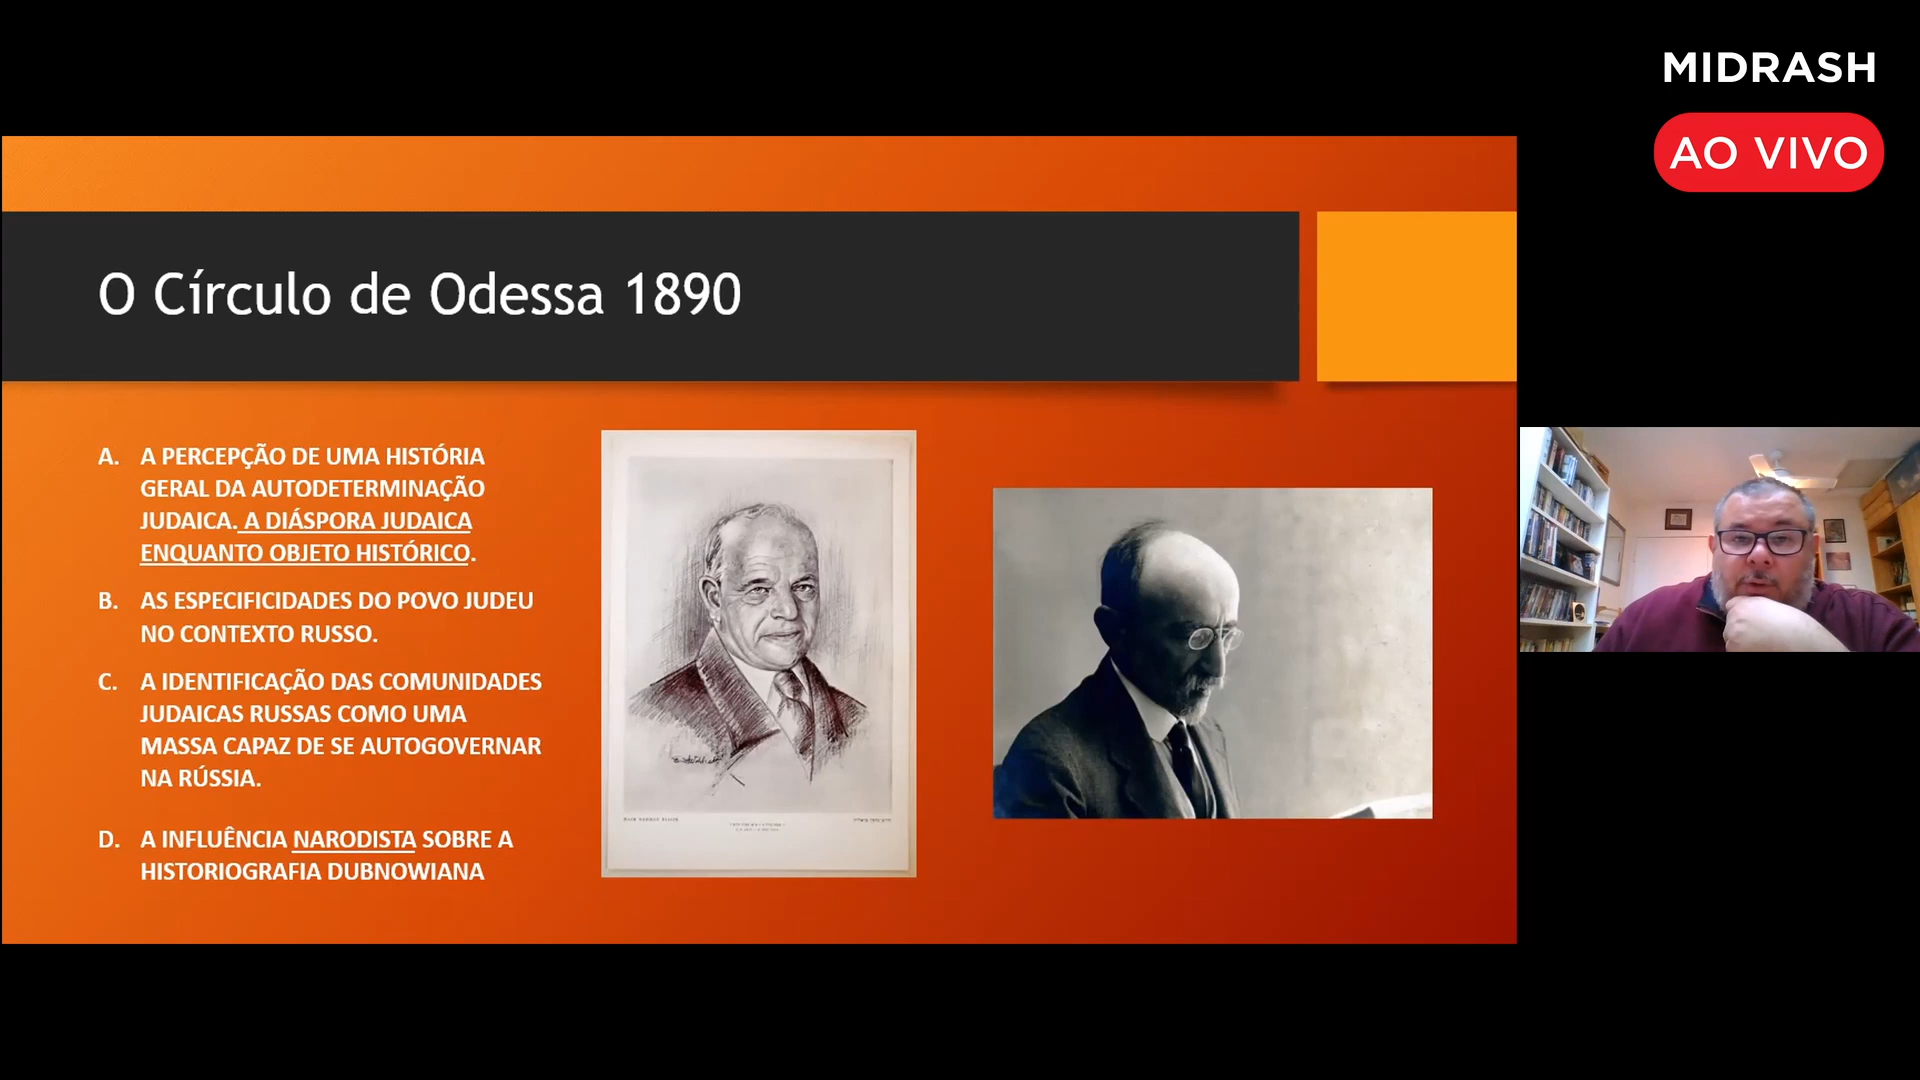 MIDRASH
AO VIVO
O Círculo de Odessa 1890
A. A PERCEPÇÃO DE UMA HISTÓRIA
GERAL DA AUTODETERMINAÇÃO
JUDAICA. A DIÁSPORA JUDAICA
ENQUANTO OBJETO HISTÓRICO.
B. AS ESPECIFICIDADES DO POVO JUDEU
NO CONTEXTO RUSSO.
C. A IDENTIFICAÇÃO DAS COMUNIDADES
JUDAICAS RUSSAS COMO UMA
MASSA CAPAZ DE SE AUTOGOVERNAR
NA RÚSSIA.
D. A INFLUÊNCIA NARODISTA SOBRE A
HISTORIOGRAFIA DUBNOWIANA